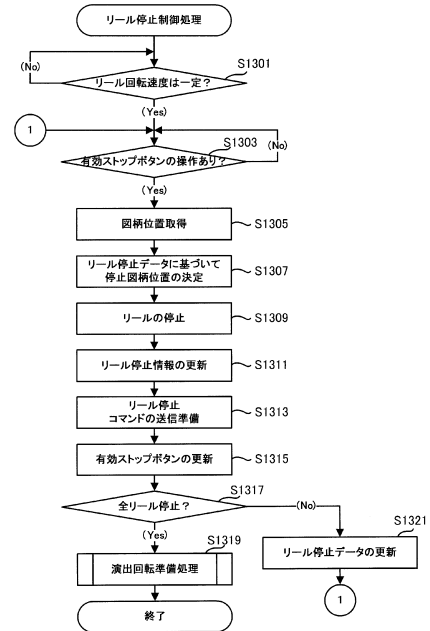 リール停止制御処理
S1301
(No)
リール回転速度は一定？
(Yes)
1
S1303
(No)
有効ストップボタンの操作あり？
(Yes)
図柄位置取得
S1305
リール停止データに基づいて
停止図柄位置の決定
S1307
リールの停止
S1309
リール停止情報の更新
S1311
リール停止
コマンドの送信準備
S1313
有効ストップボタンの更新
S1315
S1317
全リール停止？
(No)
(Yes)
S1319
S1321
演出回転準備処理
リール停止データの更新
終了
1